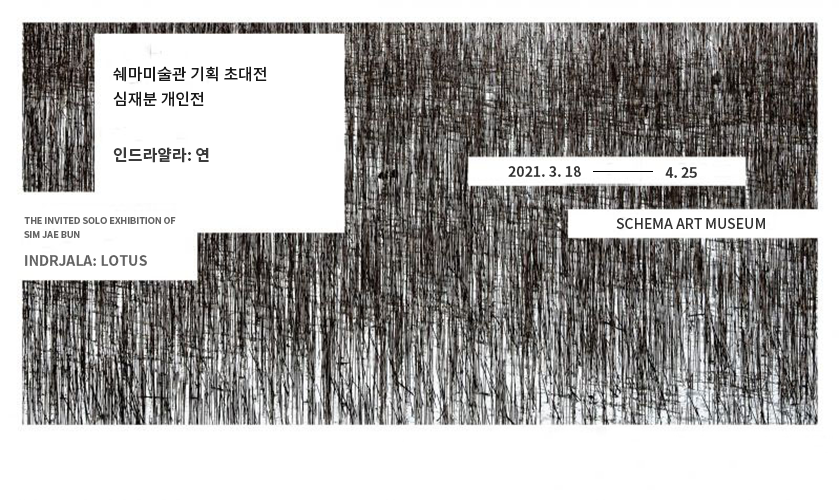 쉐마미술관 기획 초대전
심재분 개인전
인드라얄라: 연
THE INVITED SOLO EXHIBITION OF
SIM JAE BUN
INDRJALA: LOTUS
2021. 3. 18 ─── 4. 25
SCHEMA ART MUSEUM